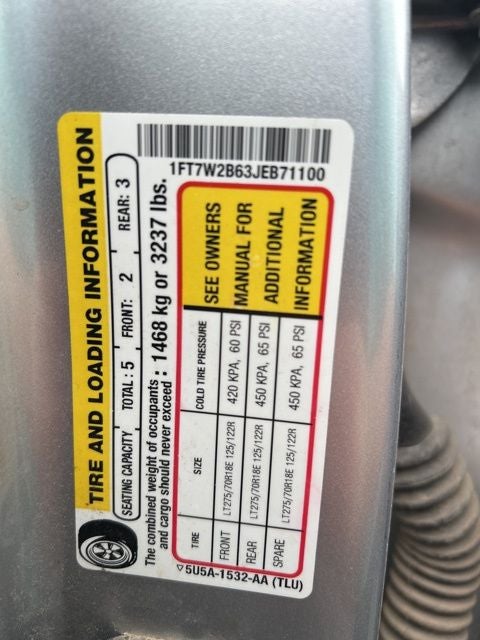 TIRE AND LOADING INFORMATION
SEATING CAPACITY TOTAL: 5 FRONT: 2 REAR: 3
The combined weight of occupants
and cargo should never exceed : 1468 kg or 3237 lbs.
TIRE SIZE COLD TIRE PRESSURE SEE OWNERS
FRONT LT275/70R18E 125/122R 420 KPA, 60 PSI MANUAL FOR
REAR LT275/70R18E 125/122R 450 KPA, 65 PSI ADDITIONAL
SPARE LT275/70R18E 125/122R 450 KPA, 65 PSI INFORMATION
▽5U5A-1532-AA (TLU)
1FT7W2B63JEB71100